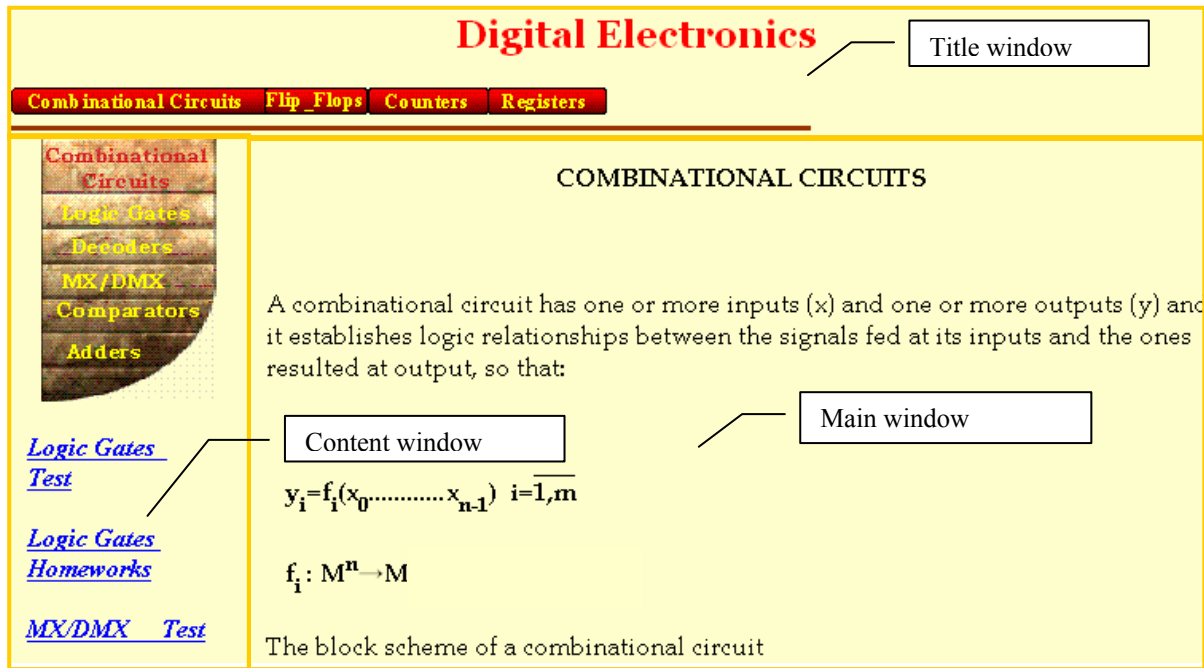 Digital Electronics
Title window
Combinational Circuits Flip_Flops Counters Registers
Combinational
Circuits
Logic Gates
Decoders
MX/DMX
Comparators
Adders
Logic Gates
Test
Logic Gates
Homeworks
MX/DMX Test
Content window
COMBINATIONAL CIRCUITS
A combinational circuit has one or more inputs (x) and one or more outputs (y) and
it establishes logic relationships between the signals fed at its inputs and the ones
resulted at output, so that:
Main window
yᵢ=fᵢ(x₀............xₙ₋₁) i=1,m
fᵢ: Mⁿ→M
The block scheme of a combinational circuit